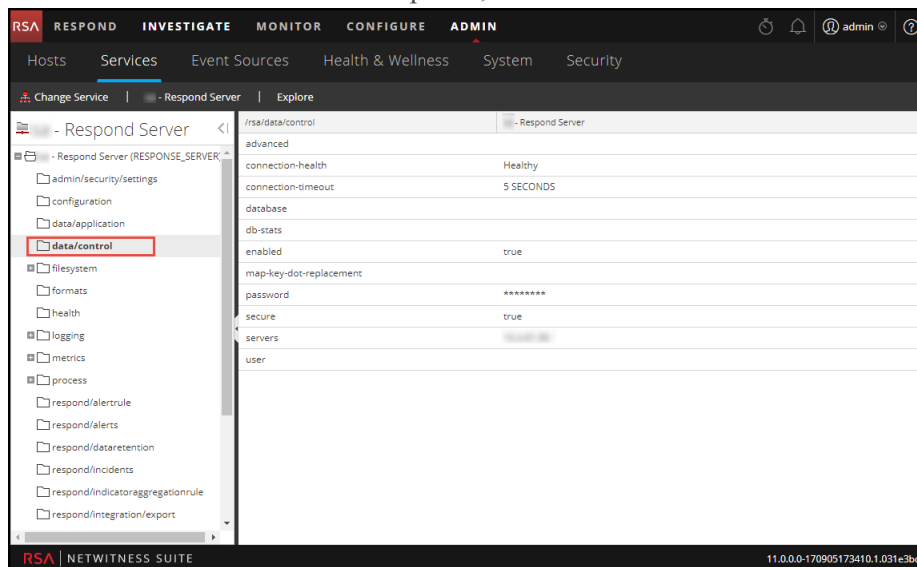 RSA RESPOND INVESTIGATE MONITOR CONFIGURE ADMIN admin
Hosts Services Event Sources Health & Wellness System Security
Change Service | - Respond Server | Explore
- Respond Server
- Respond Server (RESPONSE_SERVER)
admin/security/settings
configuration
data/application
data/control
filesystem
formats
health
logging
metrics
process
respond/alertrule
respond/alerts
respond/dataretention
respond/incidents
respond/indicatoraggregationrule
respond/integration/export
/rsa/data/control - Respond Server
advanced
connection-health Healthy
connection-timeout 5 SECONDS
database
db-stats
enabled true
map-key-dot-replacement
password ********
secure true
servers
user
RSA | NETWITNESS SUITE 11.0.0.0-170905173410.1.031e3b